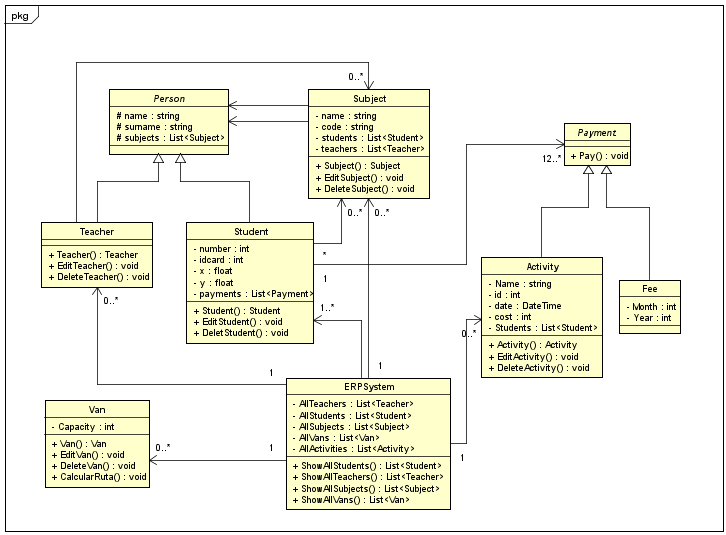 pkg
0..*
Person
# name : string
# surname : string
# subjects : List<Subject>
Subject
- name : string
- code : string
- students : List<Student>
- teachers : List<Teacher>
+ Subject() : Subject
+ EditSubject() : void
+ DeleteSubject() : void
Payment
+ Pay() : void
12..*
0..*
0..*
Teacher
+ Teacher() : Teacher
+ EditTeacher() : void
+ DeleteTeacher() : void
0..*
Student
- number : int
- idcard : int
- x : float
- y : float
- payments : List<Payment>
+ Student() : Student
+ EditStudent() : void
+ DeletStudent() : void
*
1
1..*
Activity
- Name : string
- id : int
- date : DateTime
- cost : int
- Students : List<Student>
+ Activity() : Activity
+ EditActivity() : void
+ DeleteActivity() : void
0..*
Fee
- Month : int
- Year : int
1
1
ERPSystem
- AllTeachers : List<Teacher>
- AllStudents : List<Student>
- AllSubjects : List<Subject>
- AllVans : List<Van>
- AllActivities : List<Activity>
+ ShowAllStudents() : List<Student>
+ ShowAllTeachers() : List<Teacher>
+ ShowAllSubjects() : List<Subject>
+ ShowAllVans() : List<Van>
1
1
Van
- Capacity : int
+ Van() : Van
+ EditVan() : void
+ DeleteVan() : void
+ CalcularRuta() : void
0..*